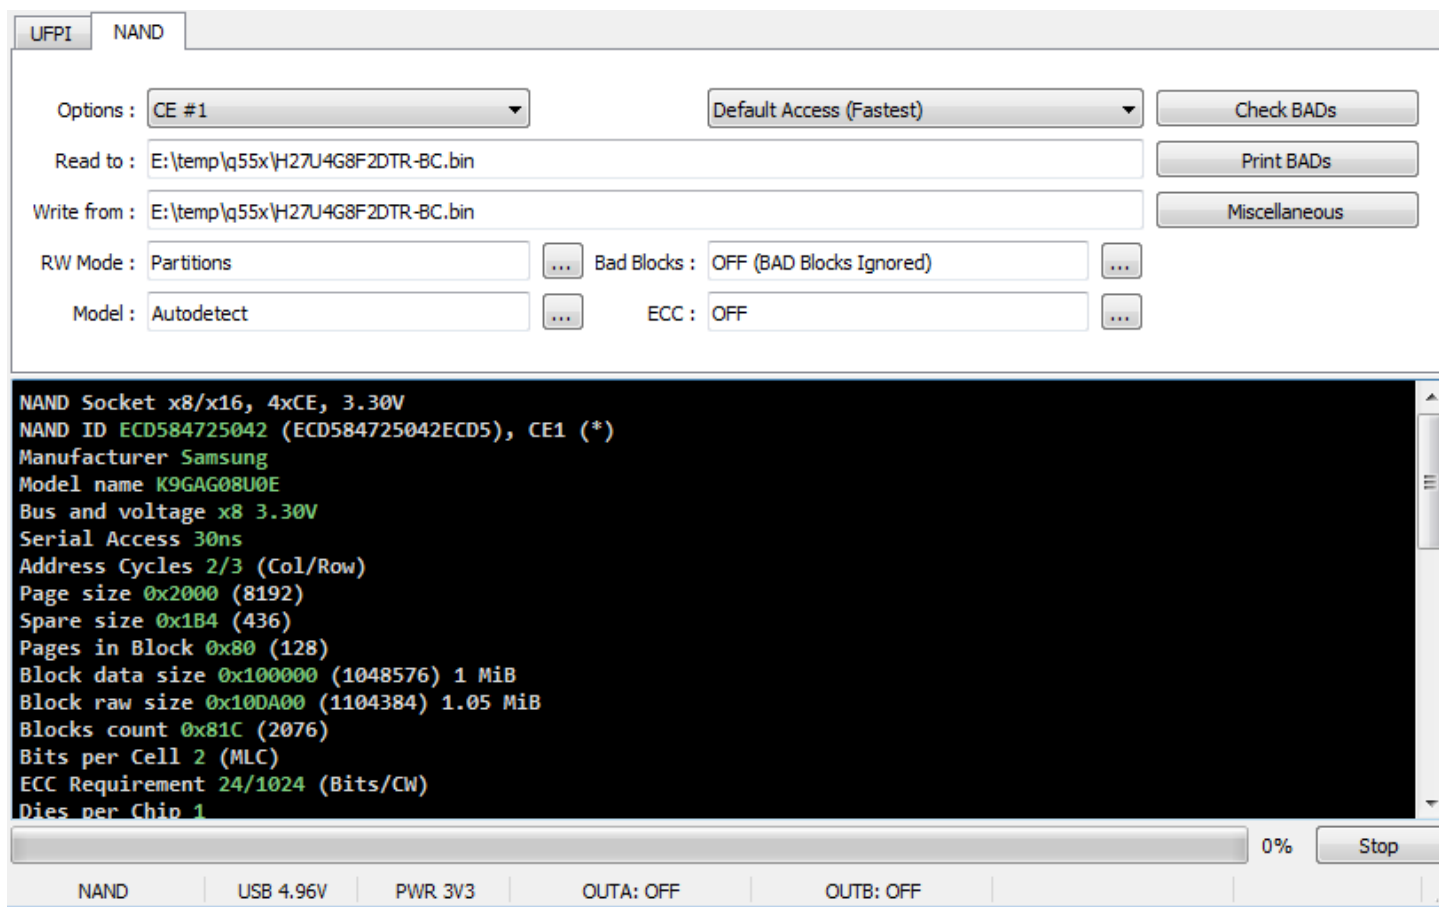 UFPI NAND
Options : CE #1 Default Access (Fastest) Check BADs
Read to : E:\temp\q55x\H27U4G8F2DTR-BC.bin Print BADs
Write from : E:\temp\q55x\H27U4G8F2DTR-BC.bin Miscellaneous
RW Mode : Partitions ... Bad Blocks : OFF (BAD Blocks Ignored) ...
Model : Autodetect ... ECC : OFF ...
NAND Socket x8/x16, 4xCE, 3.30V
NAND ID ECD584725042 (ECD584725042ECD5), CE1 (*)
Manufacturer Samsung
Model name K9GAG08U0E
Bus and voltage x8 3.30V
Serial Access 30ns
Address Cycles 2/3 (Col/Row)
Page size 0x2000 (8192)
Spare size 0x1B4 (436)
Pages in Block 0x80 (128)
Block data size 0x100000 (1048576) 1 MiB
Block raw size 0x10DA00 (1104384) 1.05 MiB
Blocks count 0x81C (2076)
Bits per Cell 2 (MLC)
ECC Requirement 24/1024 (Bits/CW)
Dies per Chip 1
0% Stop
NAND USB 4.96V PWR 3V3 OUTA: OFF OUTB: OFF